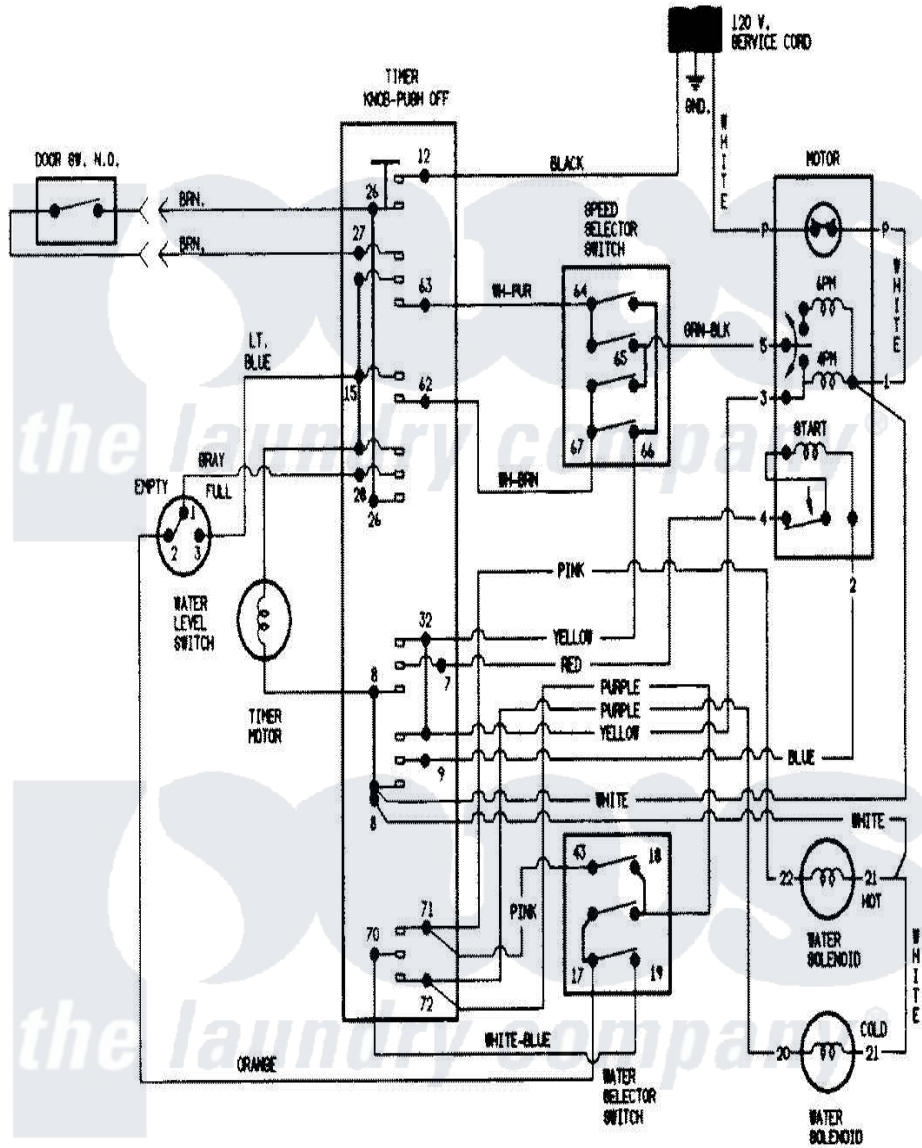 120 V.
SERVICE CORD
TIMER
KNOB-PUSH OFF
GND.
WHITE
MOTOR
DOOR SW. N.O.
12
BLACK
26
BRN.
SPEED
SELECTOR
SWITCH
P
P
27
BRN.
63
WH-PUR
64
6PM
WHITE
GRN-BLK
5
65
4PM
LT.
BLUE
15
62
3
1
67
66
START
the laundry company®
GRAY
WH-BRN
EMPTY
FULL
28
26
1
2
3
4
2
PINK
WATER
LEVEL
SWITCH
32
YELLOW
7
RED
8
PURPLE
PURPLE
TIMER
MOTOR
YELLOW
9
BLUE
8
WHITE
WHITE
43
18
22
21
HOT
PINK
71
70
WATER
SOLENOID
WHITE
17
19
72
the laundry company®
WHITE-BLUE
COLD
20
21
ORANGE
WATER
SELECTOR
SWITCH
WATER
SOLENOID